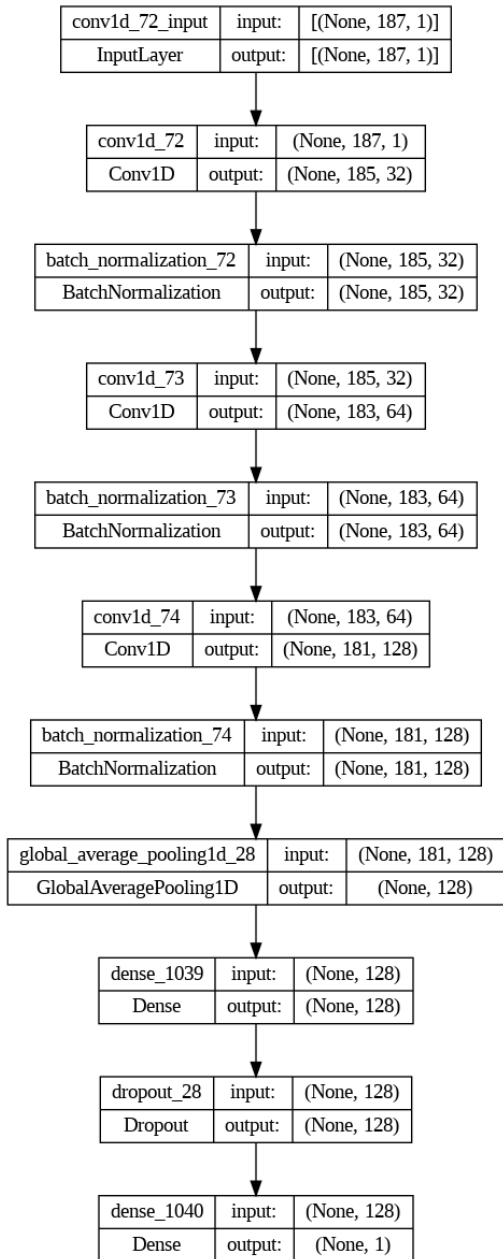 conv1d_72_input input: [(None, 187, 1)]
InputLayer output: [(None, 187, 1)]
conv1d_72 input: (None, 187, 1)
Conv1D output: (None, 185, 32)
batch_normalization_72 input: (None, 185, 32)
BatchNormalization output: (None, 185, 32)
conv1d_73 input: (None, 185, 32)
Conv1D output: (None, 183, 64)
batch_normalization_73 input: (None, 183, 64)
BatchNormalization output: (None, 183, 64)
conv1d_74 input: (None, 183, 64)
Conv1D output: (None, 181, 128)
batch_normalization_74 input: (None, 181, 128)
BatchNormalization output: (None, 181, 128)
global_average_pooling1d_28 input: (None, 181, 128)
GlobalAveragePooling1D output: (None, 128)
dense_1039 input: (None, 128)
Dense output: (None, 128)
dropout_28 input: (None, 128)
Dropout output: (None, 128)
dense_1040 input: (None, 128)
Dense output: (None, 1)